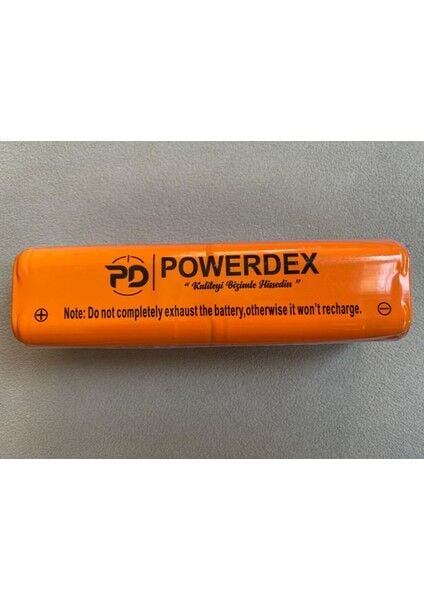 PD POWERDEX
“ Kaliteyi Bizimle Hissedin ”
Note: Do not completely exhaust the battery,otherwise it won't recharge.
+ -